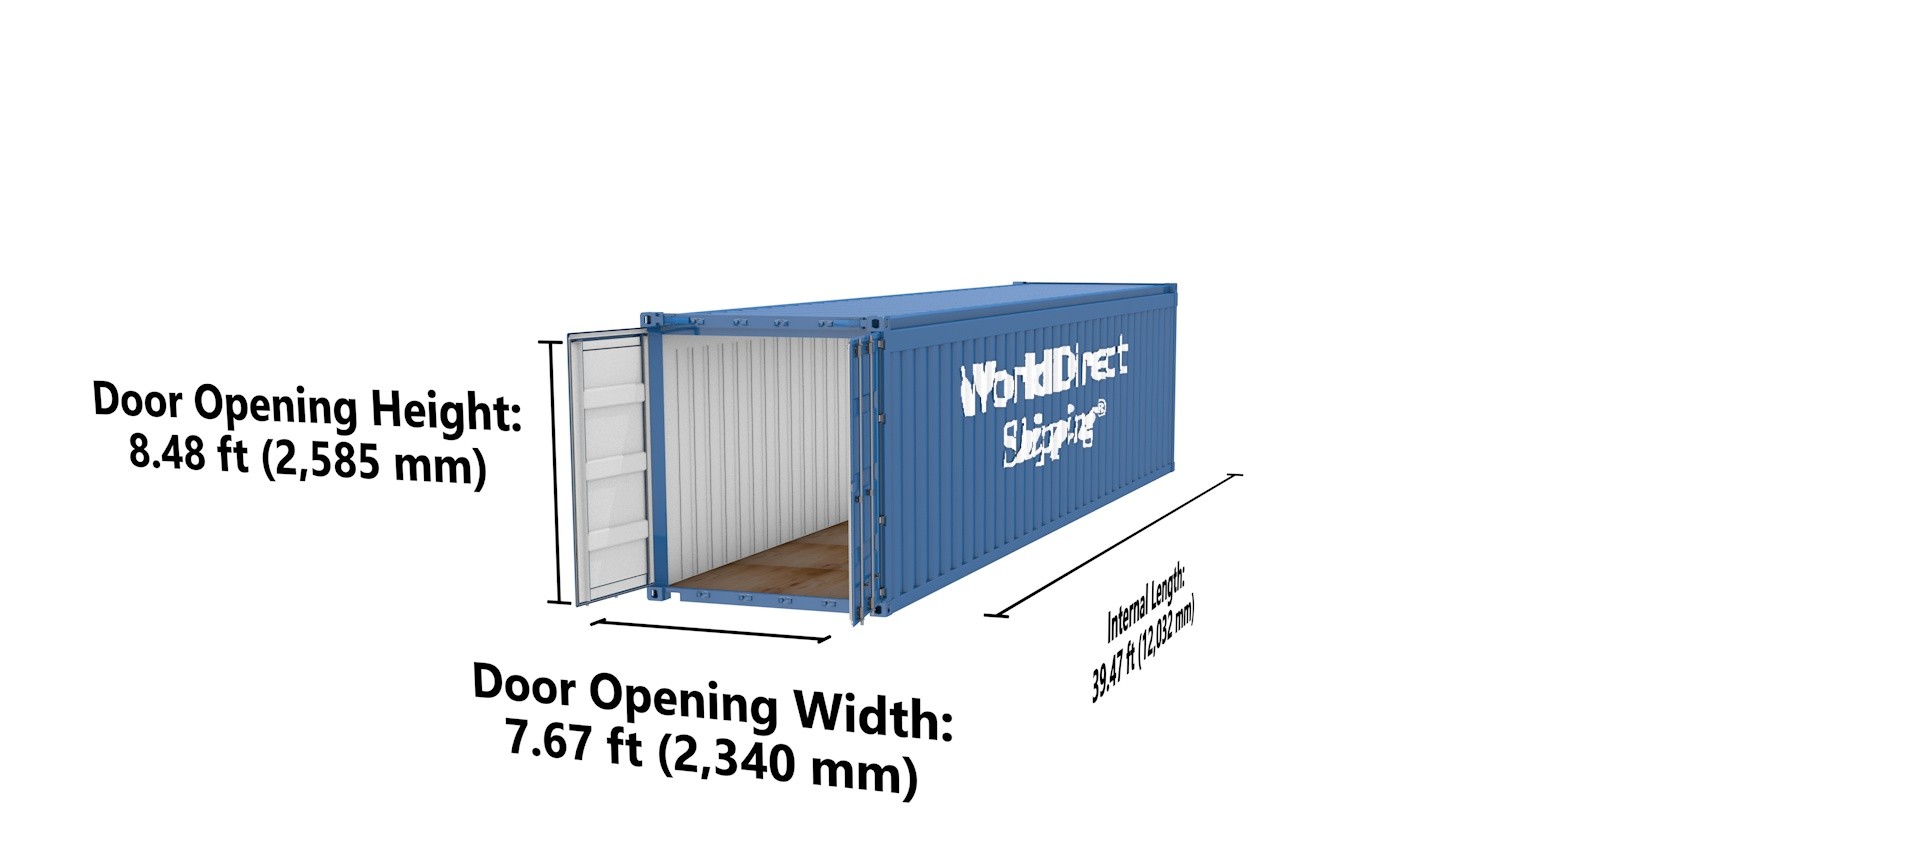 WorldDirect
Shipping®
Door Opening Height:
8.48 ft (2,585 mm)
Internal Length:
39.47 ft (12,032 mm)
Door Opening Width:
7.67 ft (2,340 mm)